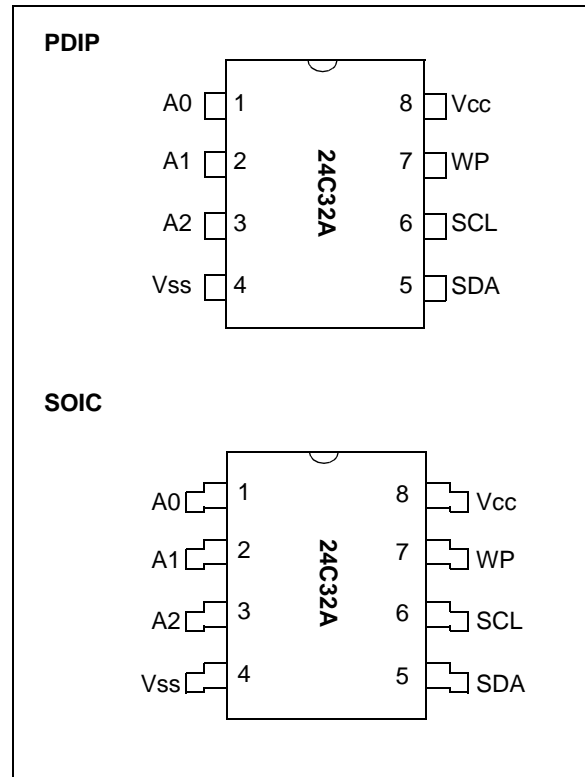 PDIP
A0 1 8 Vcc
A1 2 7 WP
24C32A
A2 3 6 SCL
Vss 4 5 SDA
SOIC
A0 1 8 Vcc
A1 2 7 WP
24C32A
A2 3 6 SCL
Vss 4 5 SDA